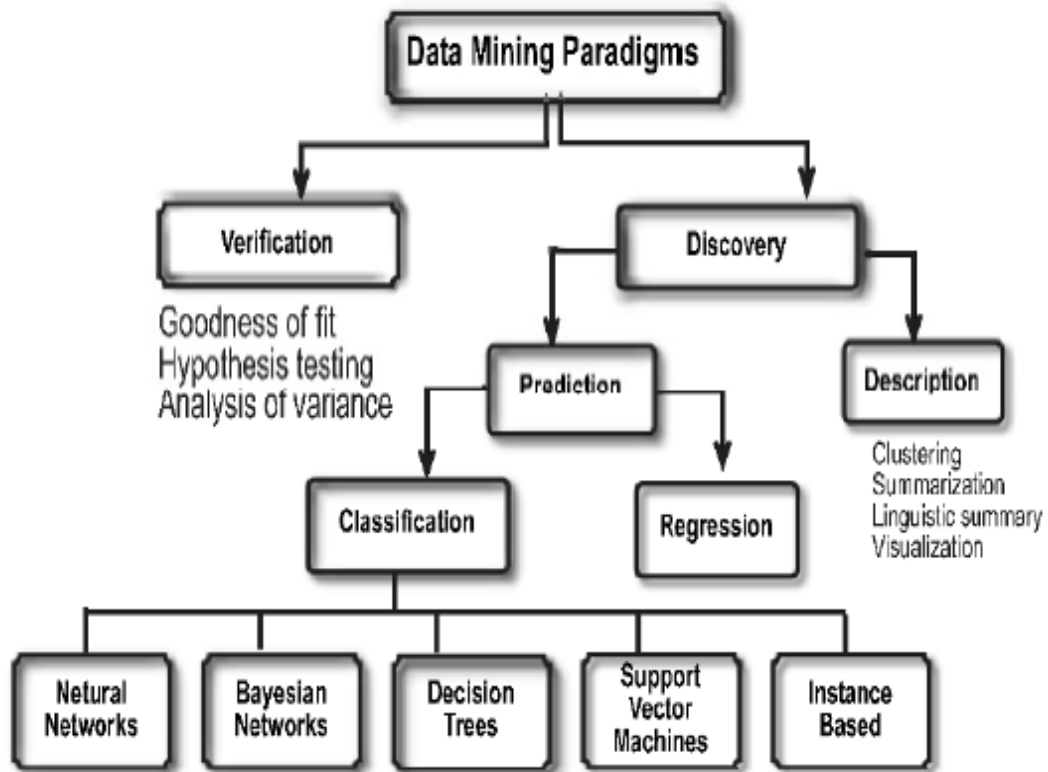 Data Mining Paradigms
Verification
Discovery
Goodness of fit
Hypothesis testing
Analysis of variance
Prediction
Description
Clustering
Summarization
Linguistic summary
Visualization
Classification
Regression
Netural
Networks
Bayesian
Networks
Decision
Trees
Support
Vector
Machines
Instance
Based